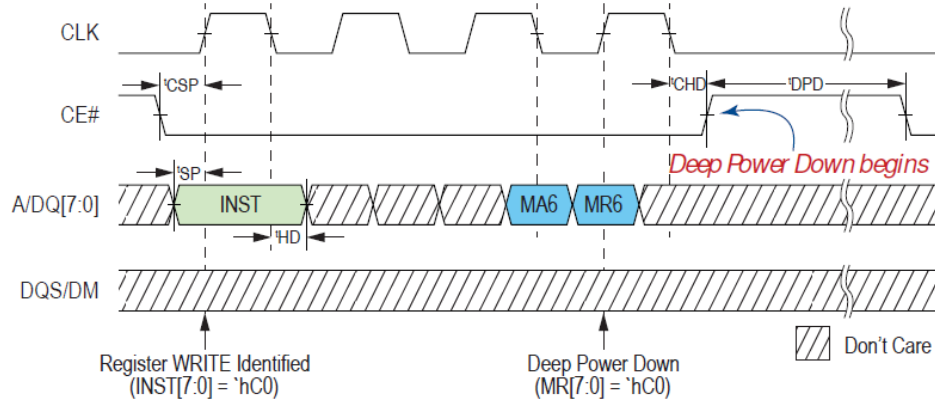 CLK
tCSP
tCHD
tDPD
CE#
Deep Power Down begins
tSP
A/DQ[7:0]
INST
MA6
MR6
tHD
DQS/DM
Register WRITE Identified
(INST[7:0] = `hC0)
Deep Power Down
(MR[7:0] = `hC0)
Don't Care